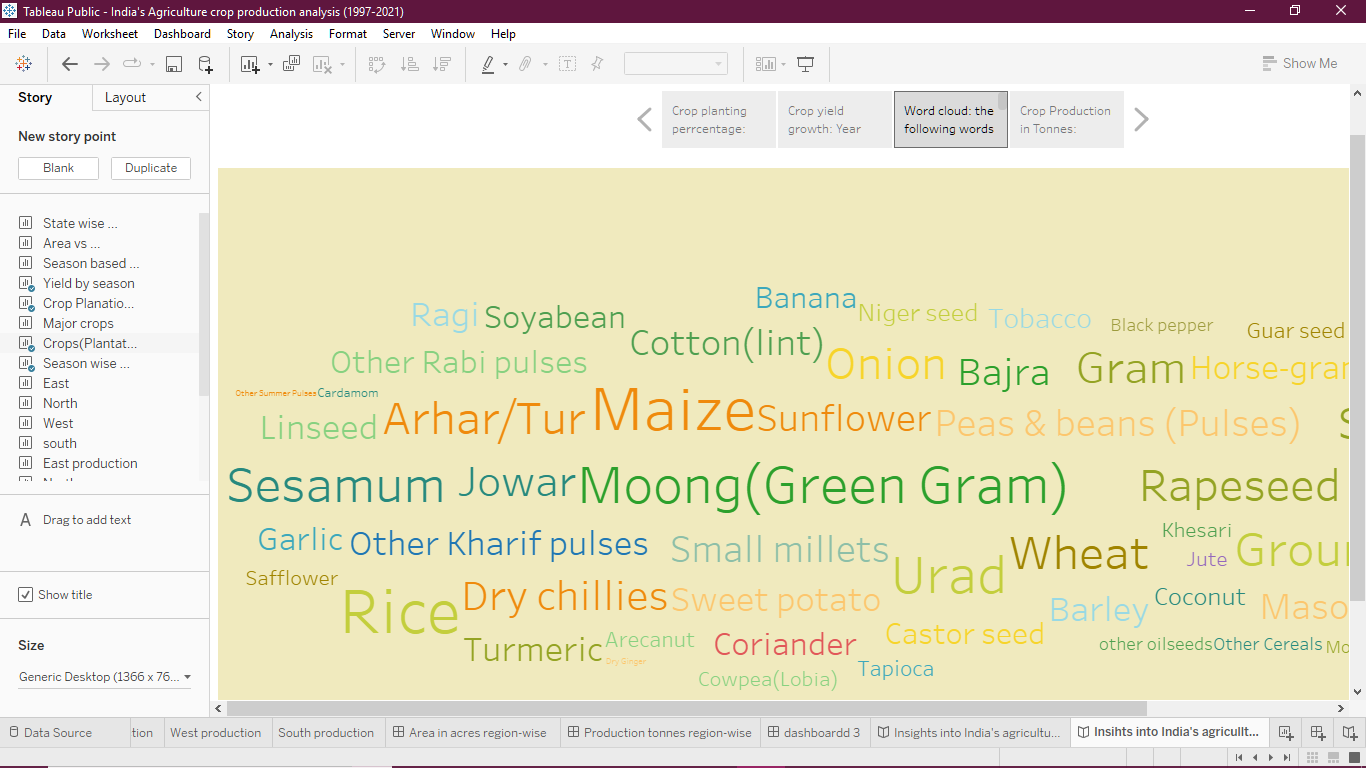 Tableau Public - India's Agriculture crop production analysis (1997-2021)
File Data Worksheet Dashboard Story Analysis Format Server Window Help
Show Me
Story Layout
New story point
Blank Duplicate
State wise ...
Area vs ...
Season based ...
Yield by season
Crop Planatio...
Major crops
Crops(Plantat...
Season wise ...
East
North
West
south
East production
A Drag to add text
Show title
Size
Generic Desktop (1366 x 76...
Crop planting
perrcentage:
Crop yield
growth: Year
Word cloud: the
following words
Crop Production
in Tonnes:
Banana
Ragi Soyabean Niger seed Tobacco Black pepper Guar seed
Cotton(lint)
Other Rabi pulses Onion Bajra Gram Horse-gran
Other Summer Pulses Cardamom
Linseed Arhar/Tur Maize Sunflower Peas & beans (Pulses) S
Sesamum Jowar Moong(Green Gram) Rapeseed
Khesari
Garlic Other Kharif pulses Small millets Wheat Jute Groun
Safflower Urad
Rice Dry chillies Sweet potato Barley Coconut Maso
Turmeric Arecanut Coriander Castor seed other oilseeds Other Cereals Mo
Dry Ginger
Cowpea(Lobia) Tapioca
Data Source tion West production South production Area in acres region-wise Production tonnes region-wise dashboardd 3 Insights into India's agricultu... Insihts into India's agricullt...